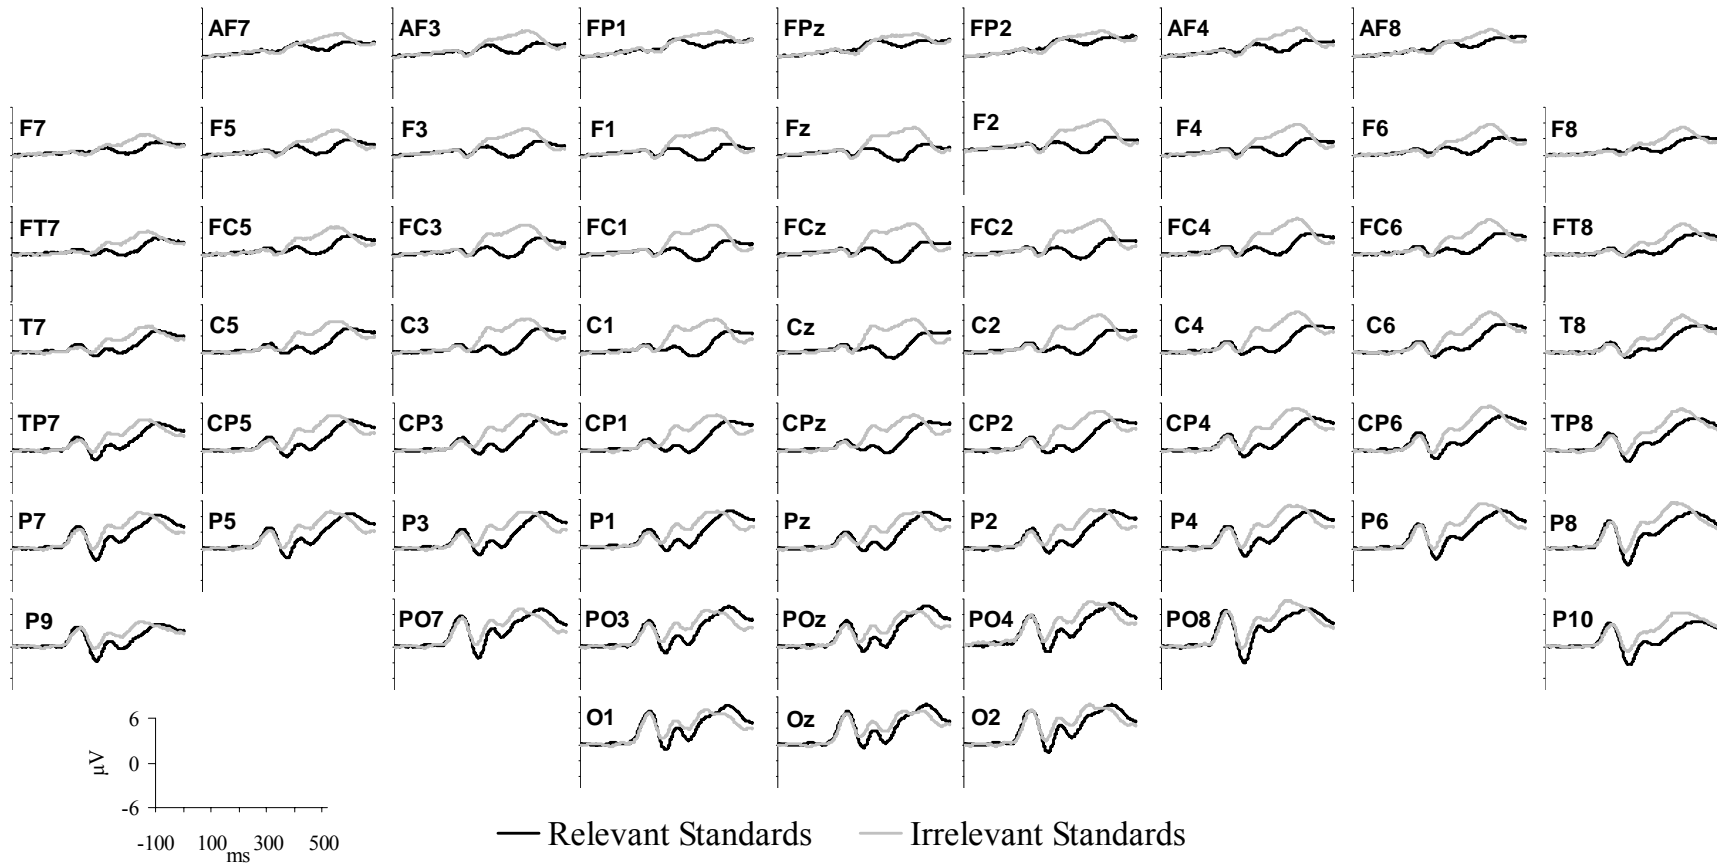 AF7 AF3 FP1 FPz FP2 AF4 AF8
F7 F5 F3 F1 Fz F2 F4 F6 F8
FT7 FC5 FC3 FC1 FCz FC2 FC4 FC6 FT8
T7 C5 C3 C1 Cz C2 C4 C6 T8
TP7 CP5 CP3 CP1 CPz CP2 CP4 CP6 TP8
P7 P5 P3 P1 Pz P2 P4 P6 P8
P9 PO7 PO3 POz PO4 PO8 P10
O1 Oz O2
6
μV 0
-6
-100 100 300 500
ms
Relevant Standards Irrelevant Standards